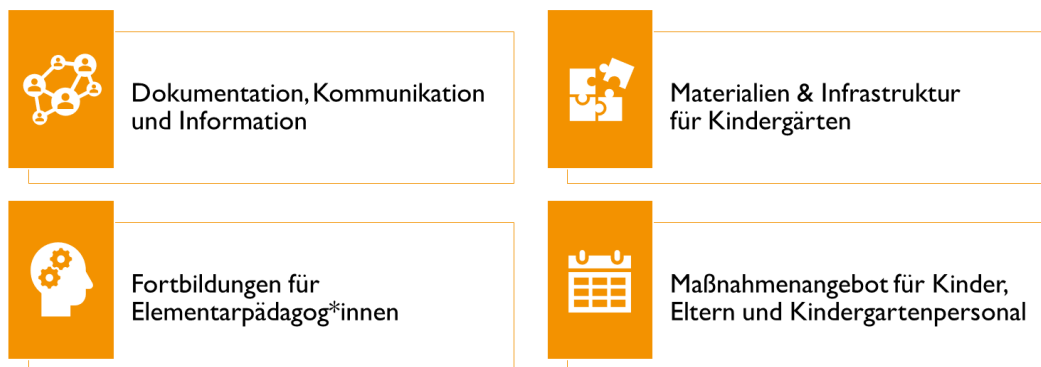 Dokumentation, Kommunikation
und Information
Materialien & Infrastruktur
für Kindergärten
Fortbildungen für
Elementarpädagog*innen
Maßnahmenangebot für Kinder,
Eltern und Kindergartenpersonal